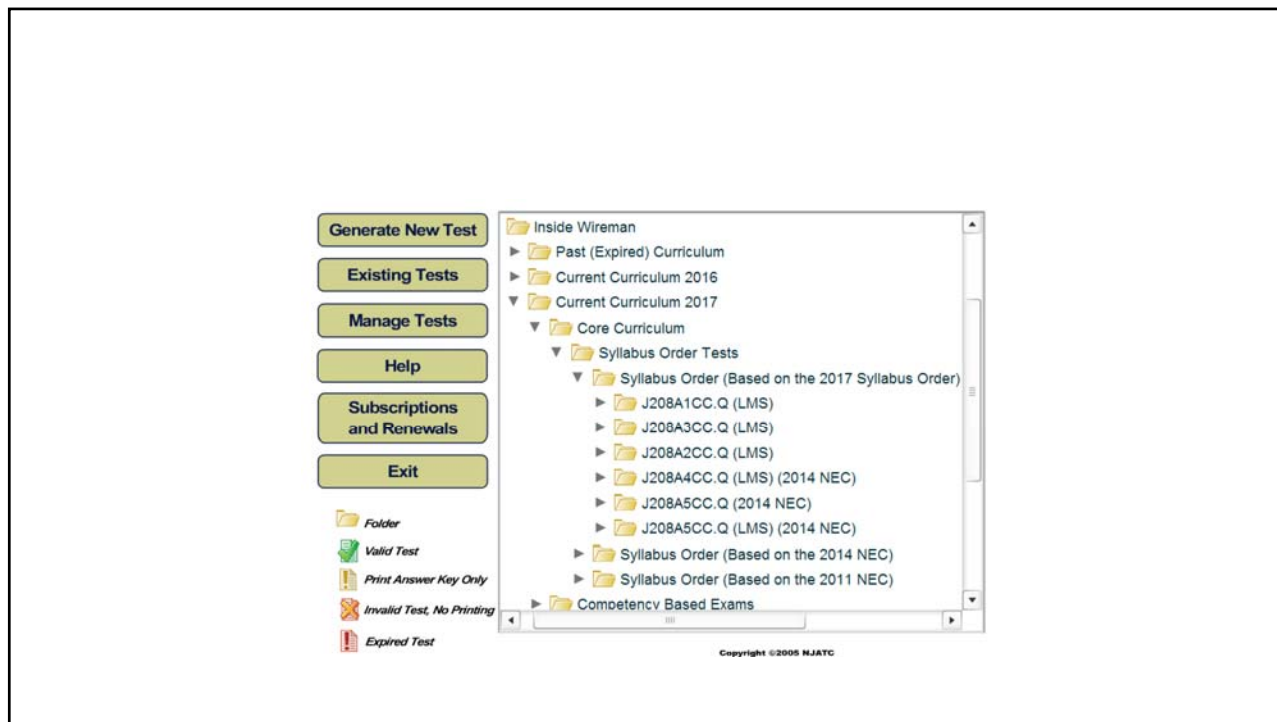 Generate New Test
Existing Tests
Manage Tests
Help
Subscriptions
and Renewals
Exit
Folder
Valid Test
Print Answer Key Only
Invalid Test, No Printing
Expired Test
Inside Wireman
Past (Expired) Curriculum
Current Curriculum 2016
Current Curriculum 2017
Core Curriculum
Syllabus Order Tests
Syllabus Order (Based on the 2017 Syllabus Order)
J208A1CC.Q (LMS)
J208A3CC.Q (LMS)
J208A2CC.Q (LMS)
J208A4CC.Q (LMS) (2014 NEC)
J208A5CC.Q (2014 NEC)
J208A5CC.Q (LMS) (2014 NEC)
Syllabus Order (Based on the 2014 NEC)
Syllabus Order (Based on the 2011 NEC)
Competency Based Exams
Copyright ©2005 NJATC